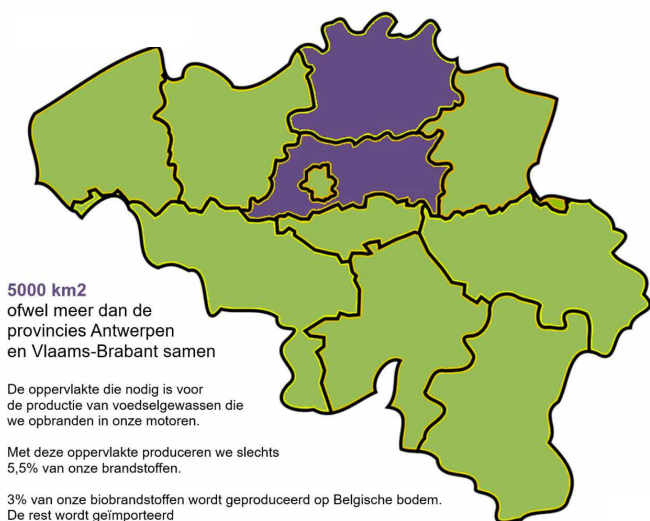 5000 km2
ofwel meer dan de
provincies Antwerpen
en Vlaams-Brabant samen
De oppervlakte die nodig is voor
de productie van voedselgewassen die
we opbranden in onze motoren.
Met deze oppervlakte produceren we slechts
5,5% van onze brandstoffen.
3% van onze biobrandstoffen wordt geproduceerd op Belgische bodem.
De rest wordt geïmporteerd